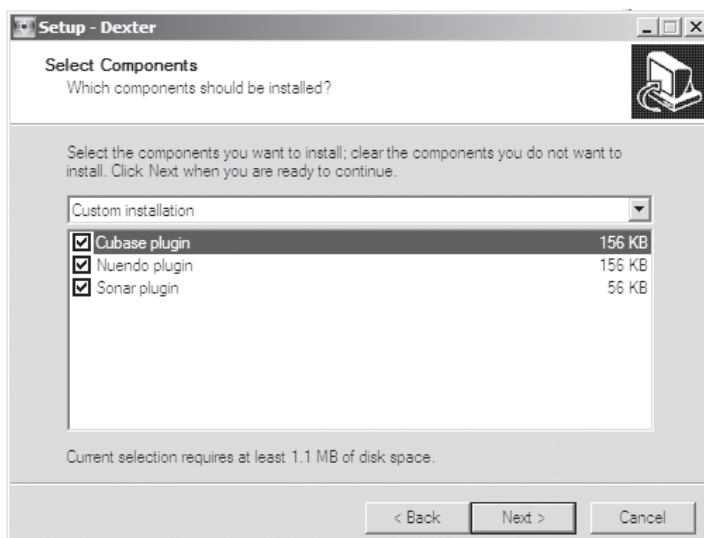 Setup - Dexter
Select Components
Which components should be installed?
Select the components you want to install; clear the components you do not want to
install. Click Next when you are ready to continue.
Custom installation
Cubase plugin 156 KB
Nuendo plugin 156 KB
Sonar plugin 56 KB
Current selection requires at least 1.1 MB of disk space.
< Back Next > Cancel